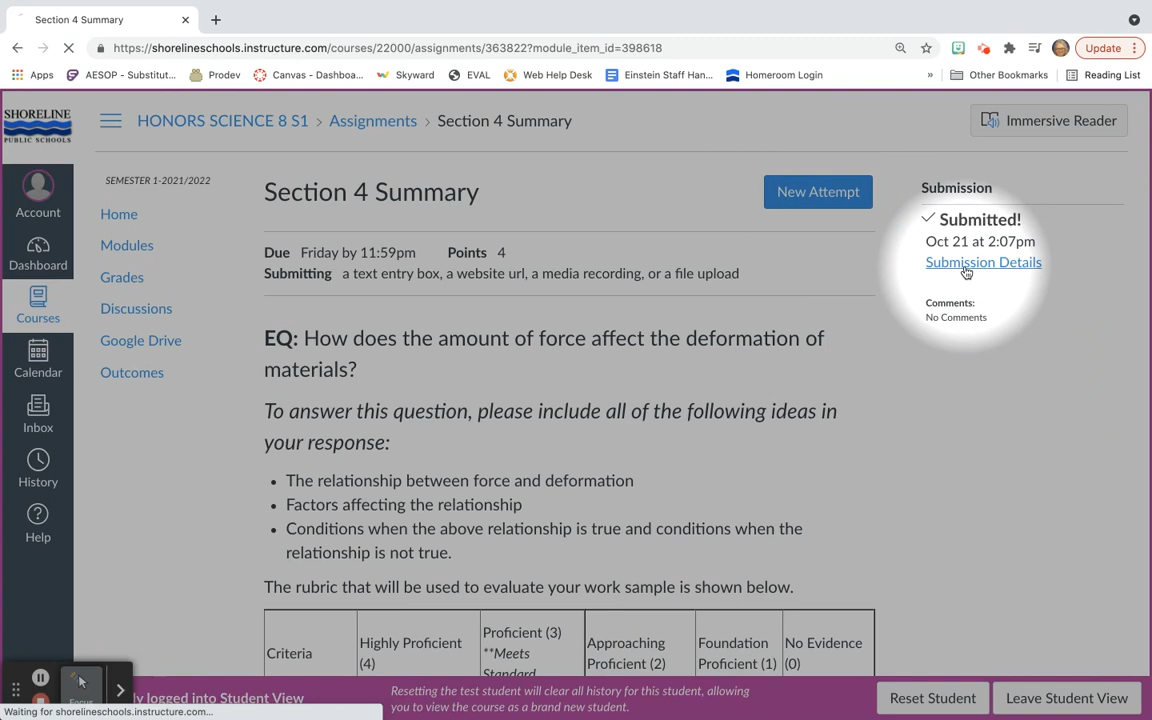 Section 4 Summary
https://shorelineschools.instructure.com/courses/22000/assignments/363822?module_item_id=398618
Update
Apps
AESOP - Substitut...
Prodev
Canvas - Dashboa...
Skyward
EVAL
Web Help Desk
Einstein Staff Han...
Homeroom Login
»
Other Bookmarks
Reading List
SHORELINE
PUBLIC SCHOOLS
HONORS SCIENCE 8 S1 > Assignments > Section 4 Summary
Immersive Reader
Account
Dashboard
Courses
Calendar
Inbox
History
Help
SEMESTER 1-2021/2022
Home
Modules
Grades
Discussions
Google Drive
Outcomes
Section 4 Summary
New Attempt
Due Friday by 11:59pm Points 4
Submitting a text entry box, a website url, a media recording, or a file upload
EQ: How does the amount of force affect the deformation of
materials?
To answer this question, please include all of the following ideas in
your response:
• The relationship between force and deformation
• Factors affecting the relationship
• Conditions when the above relationship is true and conditions when the
relationship is not true.
The rubric that will be used to evaluate your work sample is shown below.
Criteria
Highly Proficient
(4)
Proficient (3)
**Meets
Standard
Approaching
Proficient (2)
Foundation
Proficient (1)
No Evidence
(0)
Submission
Submitted!
Oct 21 at 2:07pm
Submission Details
Comments:
No Comments
Focus
y logged into Student View
Resetting the test student will clear all history for this student, allowing
you to view the course as a brand new student.
Reset Student
Leave Student View
Waiting for shorelineschools.instructure.com...